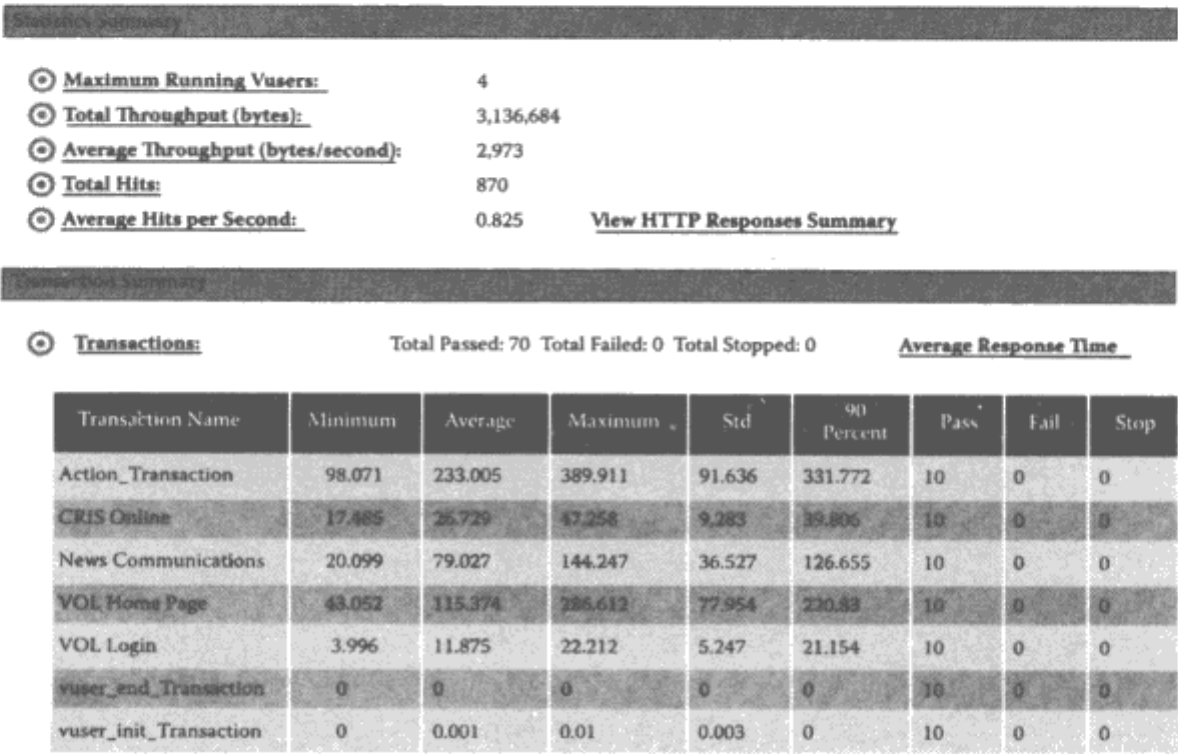 Statistics Summary
Maximum Running Vusers: 4
Total Throughput (bytes): 3,136,684
Average Throughput (bytes/second): 2,973
Total Hits: 870
Average Hits per Second: 0.825 View HTTP Responses Summary
Transaction Summary
Transactions: Total Passed: 70 Total Failed: 0 Total Stopped: 0 Average Response Time
Transaction Name Minimum Average Maximum Std 90 Percent Pass Fail Stop
Action_Transaction 98.071 233.005 389.911 91.636 331.772 10 0 0
CRIS Online 17.485 26.729 47.258 9.283 39.806 10 0 0
News Communications 20.099 79.027 144.247 36.527 126.655 10 0 0
VOL Home Page 43.052 115.374 286.612 77.954 220.83 10 0 0
VOL Login 3.996 11.875 22.212 5.247 21.154 10 0 0
vuser_end_Transaction 0 0 0 0 0 10 0 0
vuser_init_Transaction 0 0.001 0.01 0.003 0 10 0 0